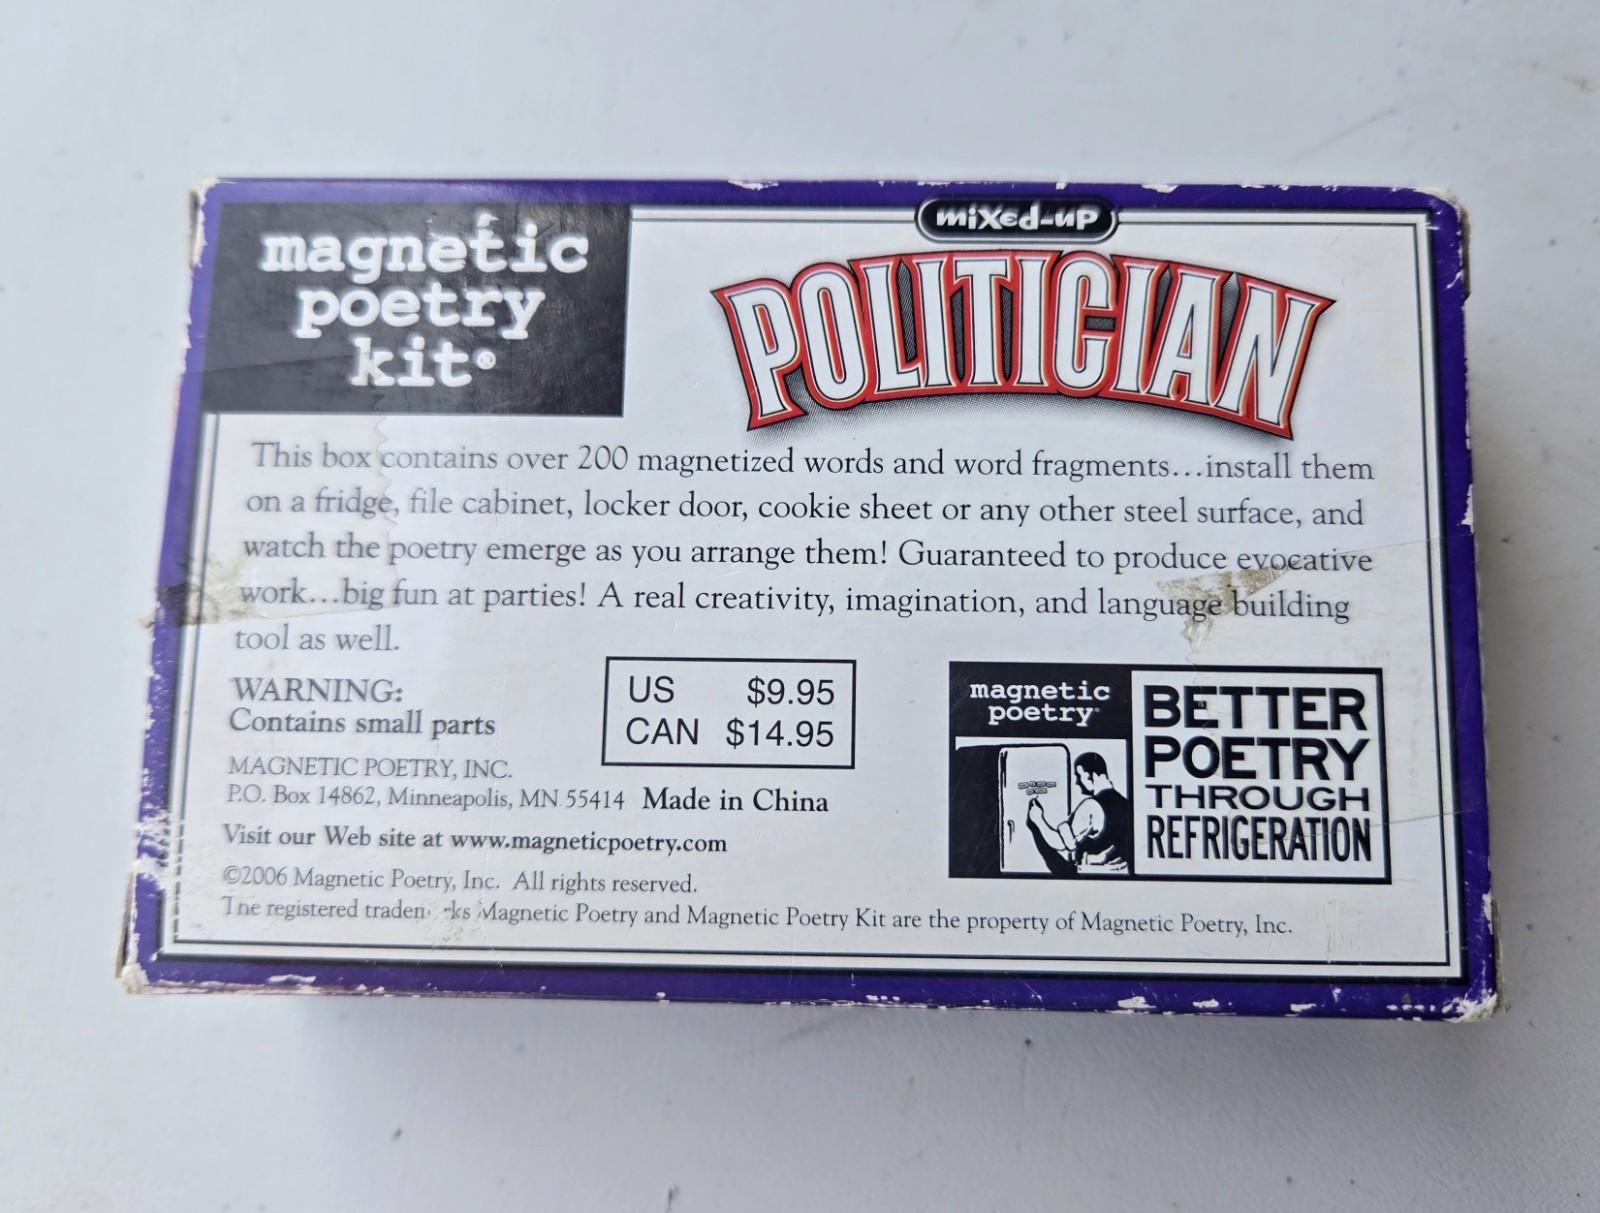 magnetic
poetry
kit®
mixed-up
POLITICIAN
This box contains over 200 magnetized words and word fragments...install them
on a fridge, file cabinet, locker door, cookie sheet or any other steel surface, and
watch the poetry emerge as you arrange them! Guaranteed to produce evocative
work...big fun at parties! A real creativity, imagination, and language building
tool as well.
WARNING:
Contains small parts
US $9.95
CAN $14.95
MAGNETIC POETRY, INC.
P.O. Box 14862, Minneapolis, MN 55414 Made in China
Visit our Web site at www.magneticpoetry.com
©2006 Magnetic Poetry, Inc. All rights reserved.
The registered Magnetic Poetry and Magnetic Poetry Kit are the property of Magnetic Poetry, Inc.
magnetic
poetry
BETTER
POETRY
THROUGH
REFRIGERATION